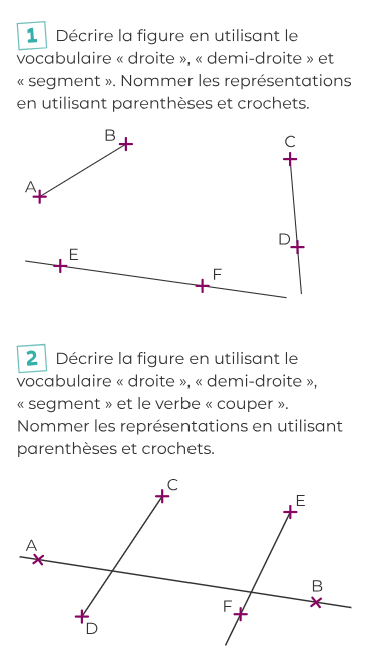 1 Décrire la figure en utilisant le
vocabulaire « droite », « demi-droite » et
« segment ». Nommer les représentations
en utilisant parenthèses et crochets.
B
C
A
D
E
F
2 Décrire la figure en utilisant le
vocabulaire « droite », « demi-droite »,
« segment » et le verbe « couper ».
Nommer les représentations en utilisant
parenthèses et crochets.
C
E
A
B
F
D